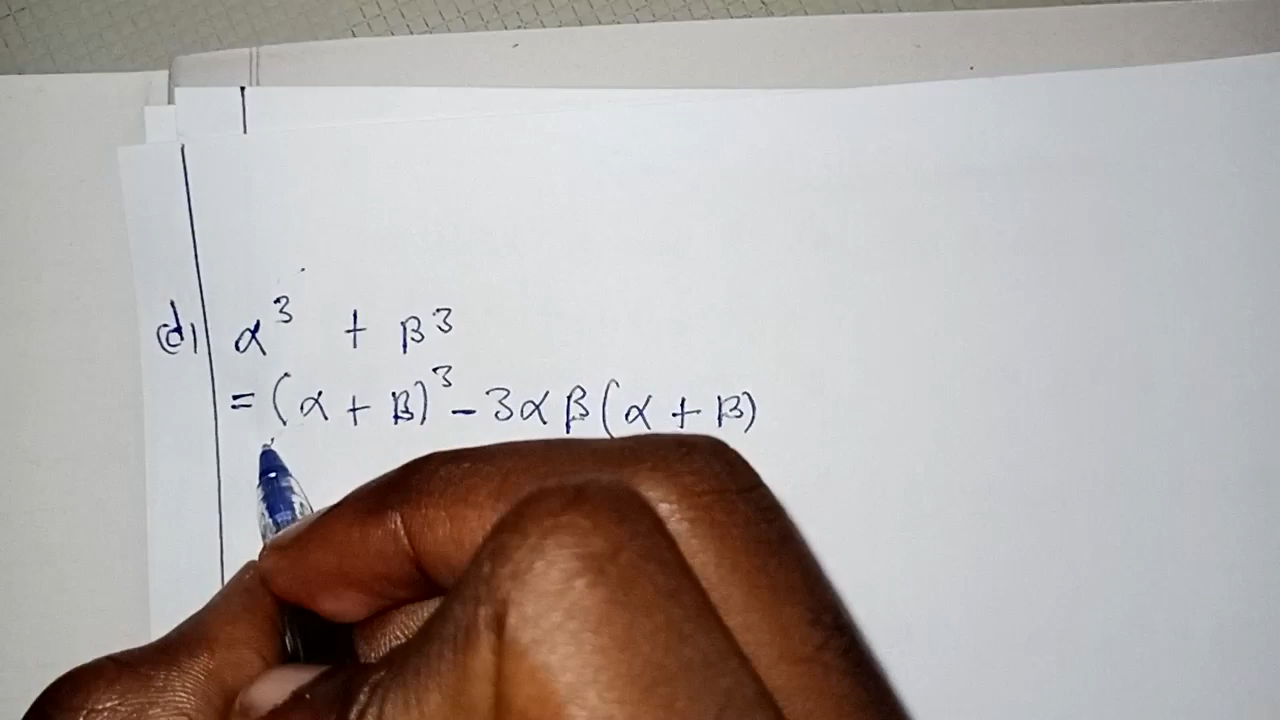 (d) α³ + β³
= (α + β)³ - 3αβ(α + β)